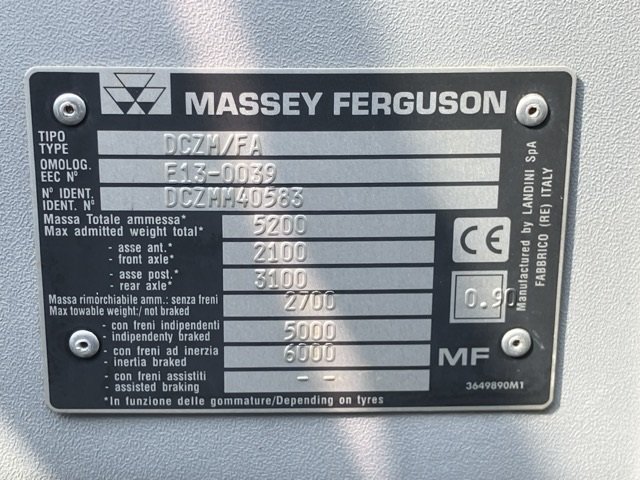 MASSEY FERGUSON
TIPO
TYPE DCZM/FA
OMOLOG.
EEC Nº E13-0039
Nº IDENT.
IDENT. Nº DCZMM40583
Massa Totale ammessa* 5200
Max admitted weight total*
- asse ant.* 2100
- front axle*
- asse post.* 3100
- rear axle*
Massa rimorchiabile amm.: senza freni 2700
Max towable weight:/ not braked
- con freni indipendenti 5000
independenty braked
- con freni ad inerzia 6000
inertia braked
- con freni assistiti - -
- assisted braking
*In funzione delle gommature/Depending on tyres
CE
0.90
MF
3649890M1
Manufactured by LANDINI SpA
FABBRICO (RE) ITALY